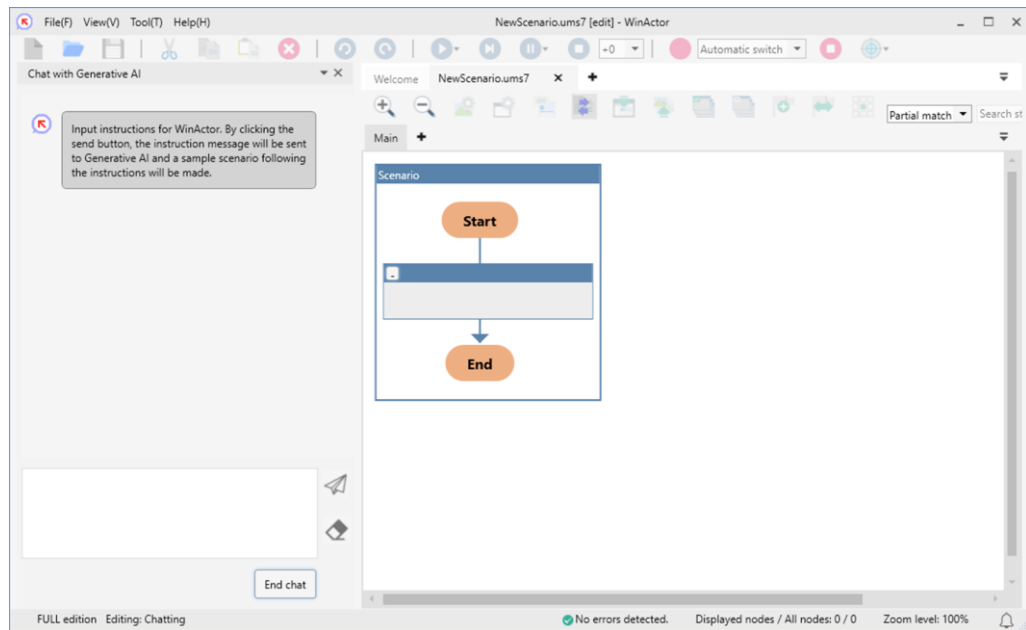 File(F) View(V) Tool(T) Help(H)
NewScenario.ums7 [edit] - WinActor
+0
Automatic switch
Chat with Generative AI
Welcome
NewScenario.ums7
Partial match
Search st
Main
Input instructions for WinActor. By clicking the
send button, the instruction message will be sent
to Generative AI and a sample scenario following
the instructions will be made.
Scenario
Start
-
End
End chat
FULL edition Editing: Chatting
No errors detected.
Displayed nodes / All nodes: 0 / 0
Zoom level: 100%